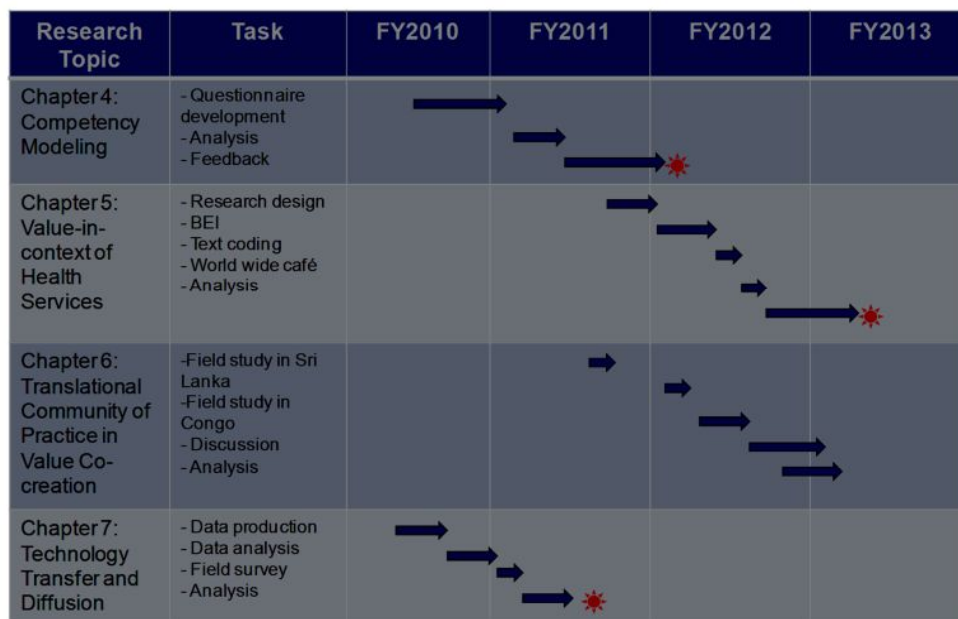 Research Topic Task FY2010 FY2011 FY2012 FY2013
Chapter 4:
Competency
Modeling
- Questionnaire
development
- Analysis
- Feedback
Chapter 5:
Value-in-
context of
Health
Services
- Research design
- BEI
- Text coding
- World wide café
- Analysis
Chapter 6:
Translational
Community of
Practice in
Value Co-
creation
-Field study in Sri
Lanka
-Field study in
Congo
- Discussion
- Analysis
Chapter 7:
Technology
Transfer and
Diffusion
- Data production
- Data analysis
- Field survey
- Analysis